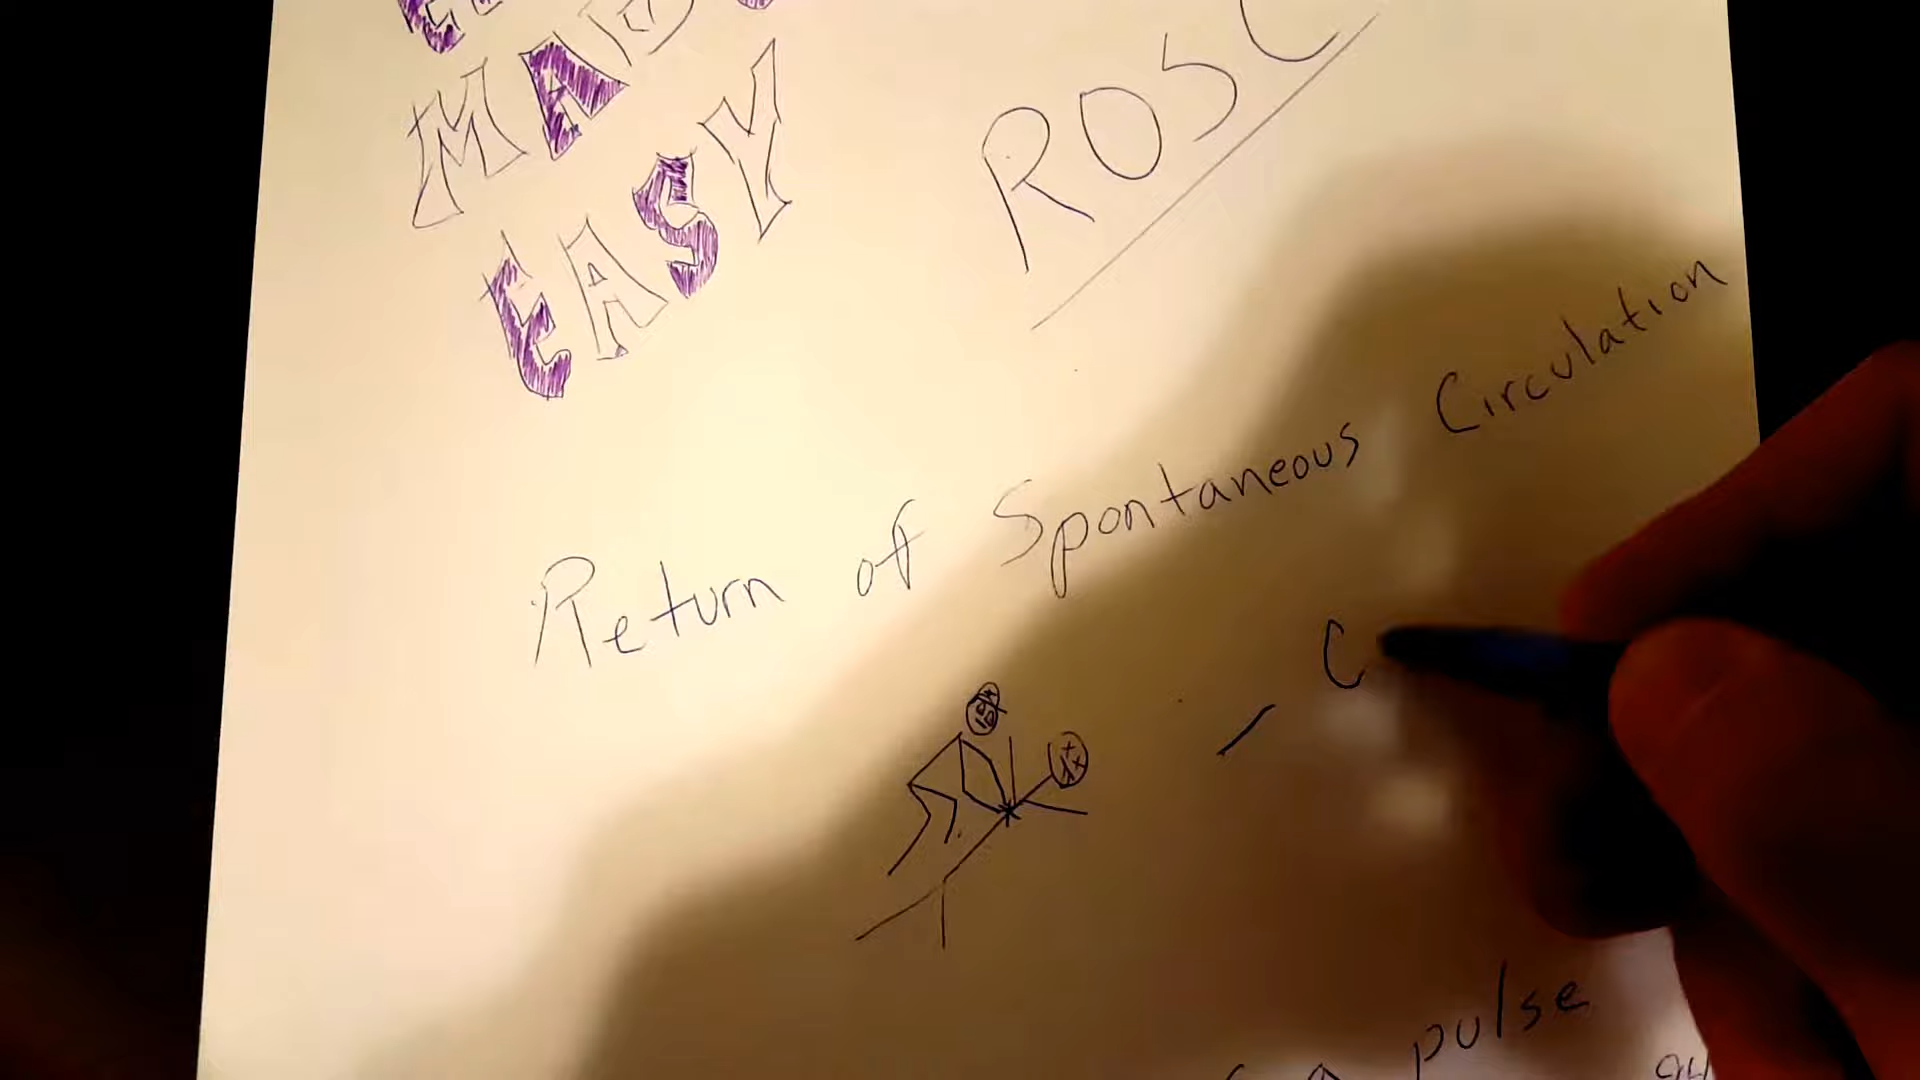 MADE
EASY
ROSC
Return of Spontaneous Circulation
- C
a pulse